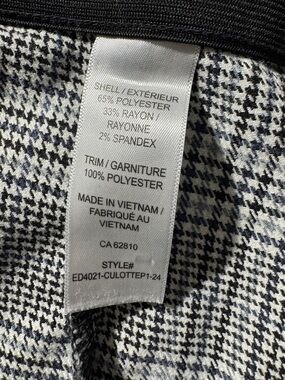 SHELL / EXTÉRIEUR
65% POLYESTER
33% RAYON /
RAYONNE
2% SPANDEX
TRIM / GARNITURE
100% POLYESTER
MADE IN VIETNAM /
FABRIQUÉ AU
VIETNAM
CA 62810
STYLE#
ED4021-CULOTTEP1-24